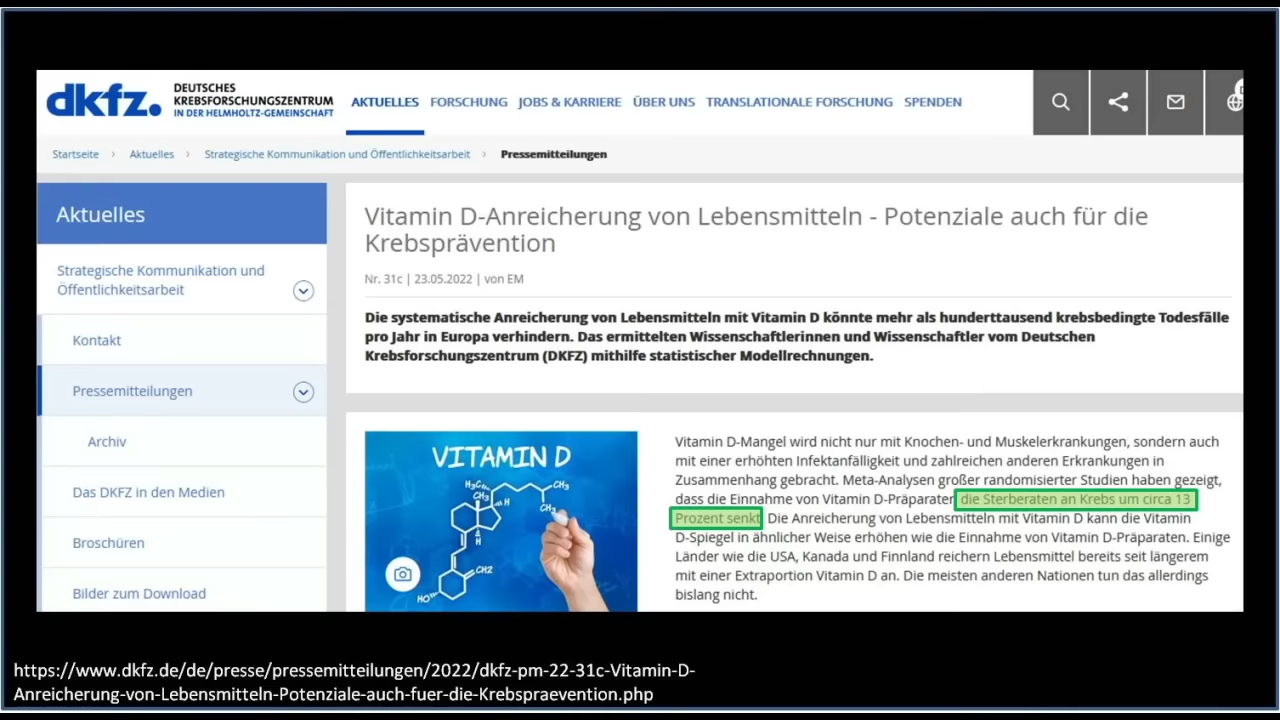 dkfz.
DEUTSCHES
KREBSFORSCHUNGSZENTRUM
IN DER HELMHOLTZ-GEMEINSCHAFT
AKTUELLES FORSCHUNG JOBS & KARRIERE ÜBER UNS TRANSLATIONALE FORSCHUNG SPENDEN
Startseite > Aktuelles > Strategische Kommunikation und Öffentlichkeitsarbeit > Pressemitteilungen
Aktuelles
Strategische Kommunikation und
Öffentlichkeitsarbeit
Kontakt
Pressemitteilungen
Archiv
Das DKFZ in den Medien
Broschüren
Bilder zum Download
Vitamin D-Anreicherung von Lebensmitteln - Potenziale auch für die
Krebsprävention
Nr. 31c | 23.05.2022 | von EM
Die systematische Anreicherung von Lebensmitteln mit Vitamin D könnte mehr als hunderttausend krebsbedingte Todesfälle
pro Jahr in Europa verhindern. Das ermittelten Wissenschaftlerinnen und Wissenschaftler vom Deutschen
Krebsforschungszentrum (DKFZ) mithilfe statistischer Modellrechnungen.
VITAMIN D
H₃C
CH₃
CH₃
H
CH₃
H
CH2
HO
Vitamin D-Mangel wird nicht nur mit Knochen- und Muskelerkrankungen, sondern auch
mit einer erhöhten Infektanfälligkeit und zahlreichen anderen Erkrankungen in
Zusammenhang gebracht. Meta-Analysen großer randomisierter Studien haben gezeigt,
dass die Einnahme von Vitamin D-Präparaten die Sterberaten an Krebs um circa 13
Prozent senkt. Die Anreicherung von Lebensmitteln mit Vitamin D kann die Vitamin
D-Spiegel in ähnlicher Weise erhöhen wie die Einnahme von Vitamin D-Präparaten. Einige
Länder wie die USA, Kanada und Finnland reichern Lebensmittel bereits seit längerem
mit einer Extraportion Vitamin D an. Die meisten anderen Nationen tun das allerdings
bislang nicht.
https://www.dkfz.de/de/presse/pressemitteilungen/2022/dkfz-pm-22-31c-Vitamin-D-
Anreicherung-von-Lebensmitteln-Potenziale-auch-fuer-die-Krebspraevention.php